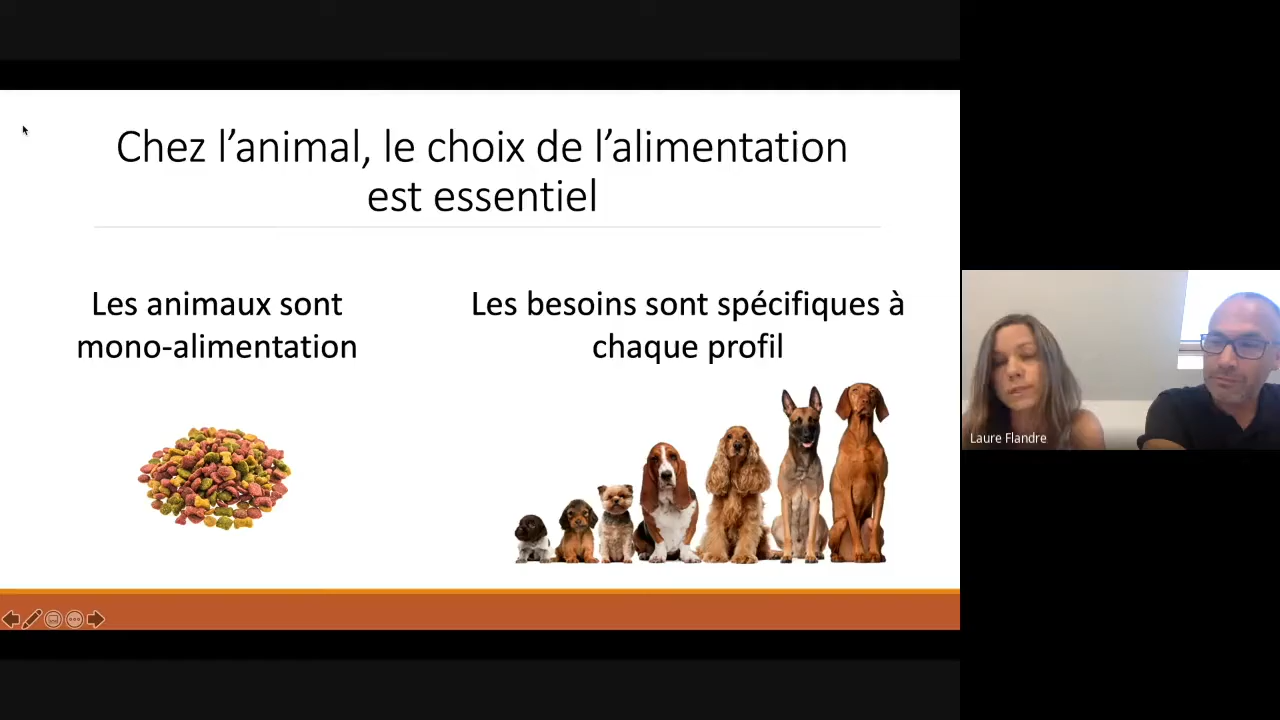 Chez l’animal, le choix de l’alimentation
est essentiel
Les animaux sont
mono-alimentation
Les besoins sont spécifiques à
chaque profil
Laure Flandre